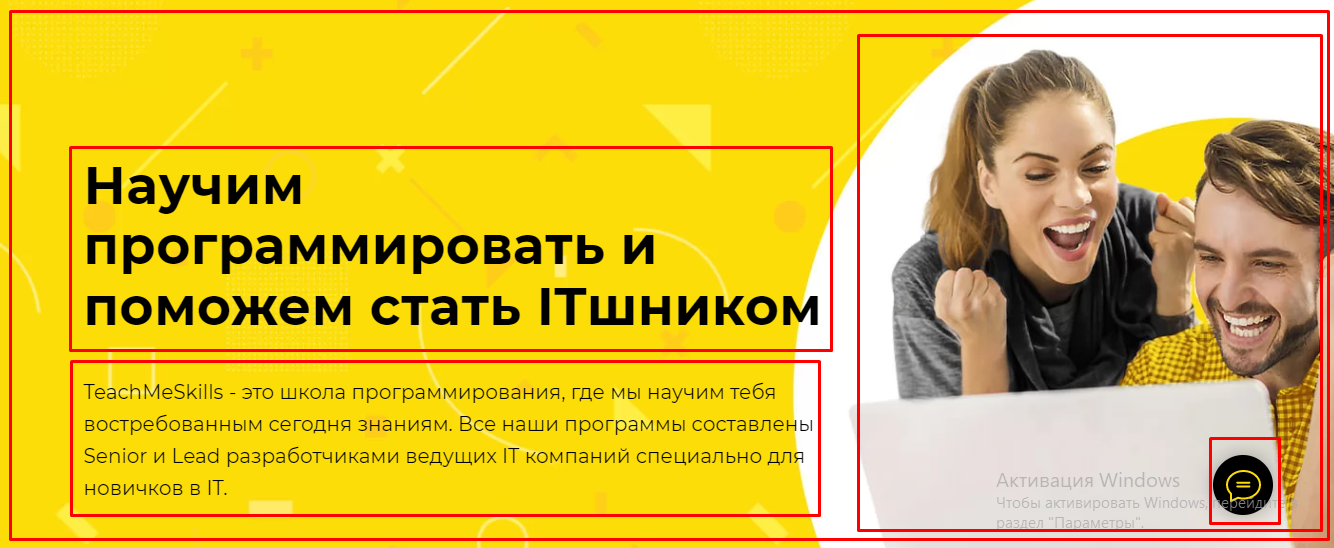 Научим
программировать и
поможем стать ITшником
TeachMeSkills - это школа программирования, где мы научим тебя
востребованным сегодня знаниям. Все наши программы составлены
Senior и Lead разработчиками ведущих IT компаний специально для
новичков в IT.
Активация Windows
Чтобы активировать Windows, перейдите в
раздел "Параметры".